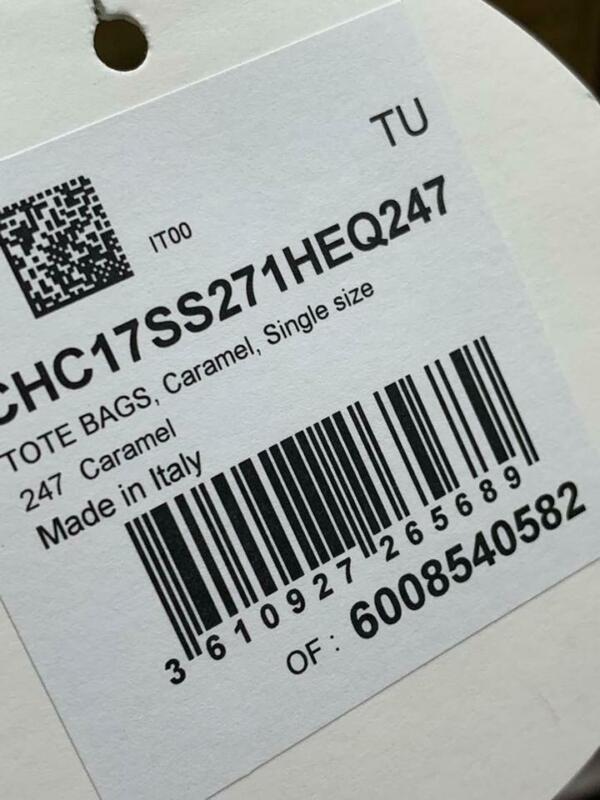 TU
IT00
CHC17SS271HEQ247
TOTE BAGS, Caramel, Single size
247 Caramel
Made in Italy
3 610927 265689
OF : 6008540582